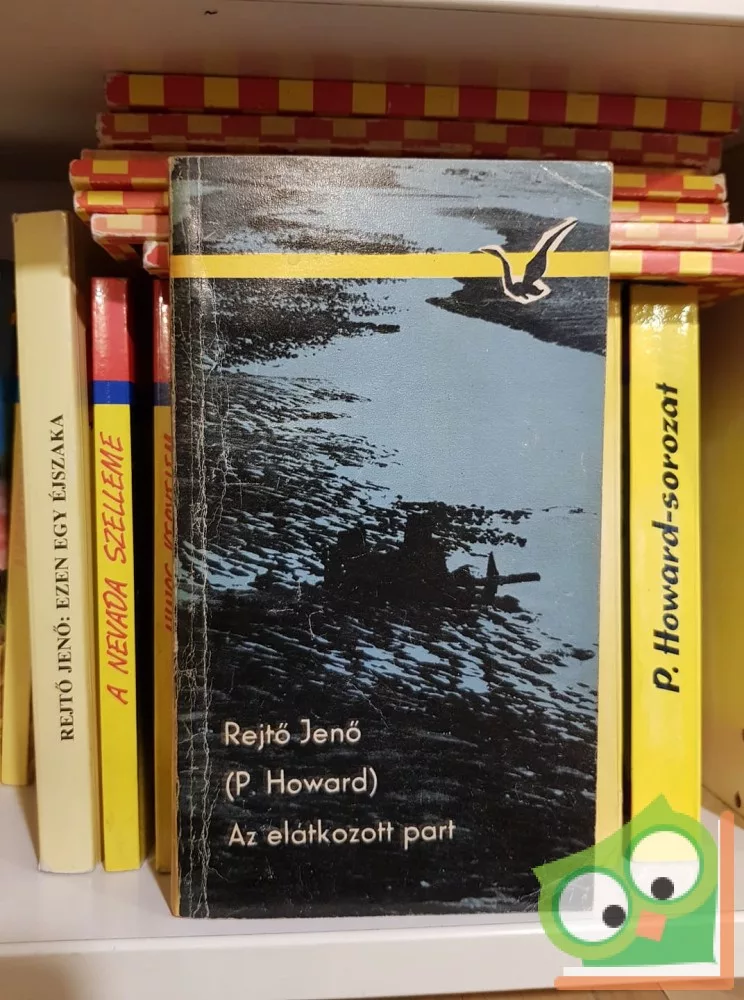 REJTŐ JENŐ: EZEN EGY ÉJSZAKA
A NEVADA SZELLEME
Rejtő Jenő
(P. Howard)
Az elátkozott part
P. Howard-sorozat